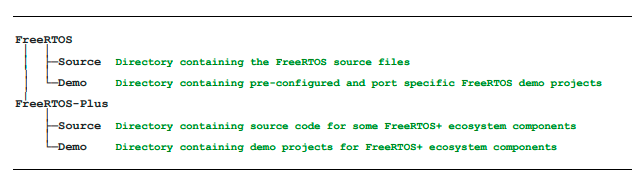 FreeRTOS
Source Directory containing the FreeRTOS source files
Demo Directory containing pre-configured and port specific FreeRTOS demo projects
FreeRTOS-Plus
Source Directory containing source code for some FreeRTOS+ ecosystem components
Demo Directory containing demo projects for FreeRTOS+ ecosystem components